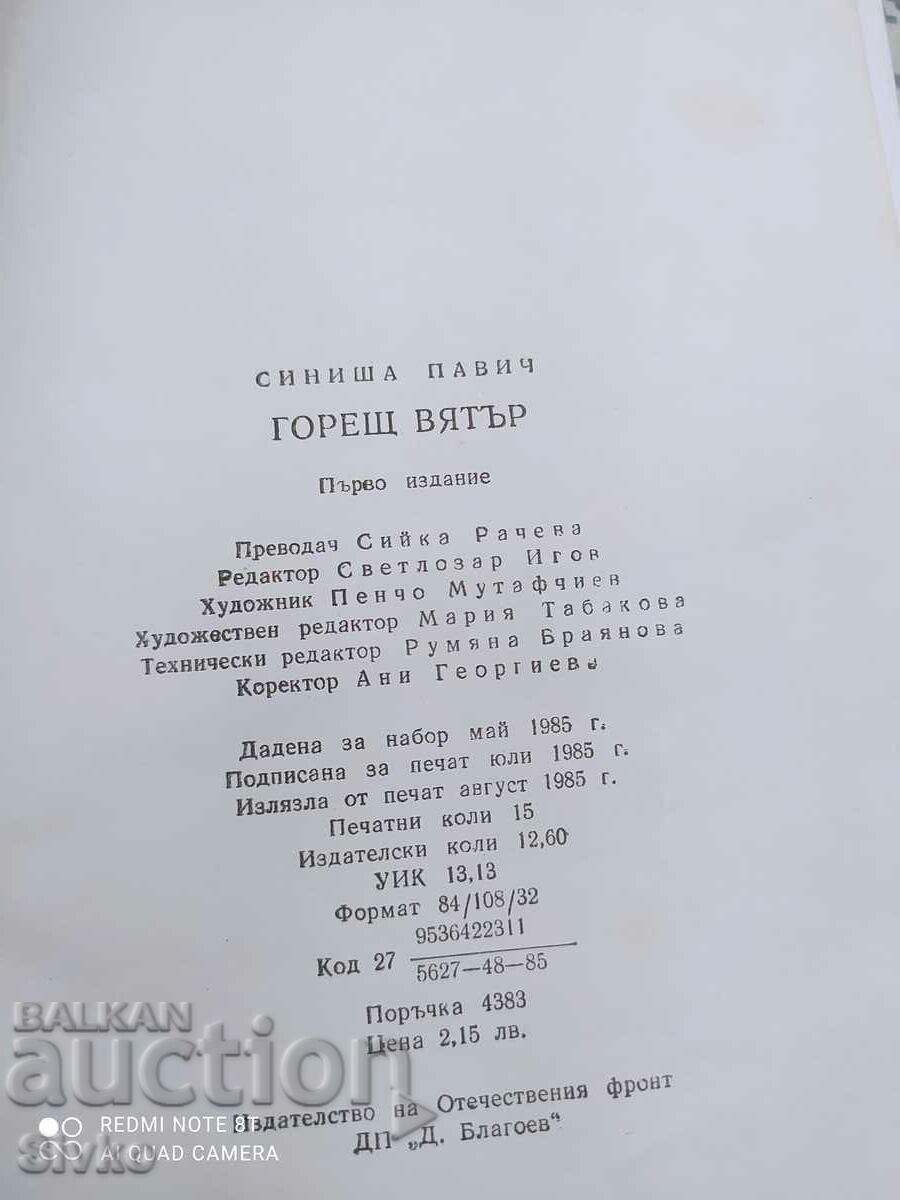 СИНИША ПАВИЧ
ГОРЕЩ ВЯТЪР
Първо издание
Преводач Сийка Рачева
Редактор Светлозар Игов
Художник Пенчо Мутафчиев
Художествен редактор Мария Табакова
Технически редактор Румяна Браянова
Коректор Ани Георгиева
Дадена за набор май 1985 г.
Подписана за печат юли 1985 г.
Излязла от печат август 1985 г.
Печатни коли 15
Издателски коли 12,60
УИК 13,13
Формат 84/108/32
9536422311
Код 27
5627—48—85
Поръчка 4383
Цена 2,15 лв.
Издателство на Отечествения фронт
ДП „Д. Благоев“
BALKAN
auction
REDMI NOTE 8T
AI QUAD CAMERA
Sivko